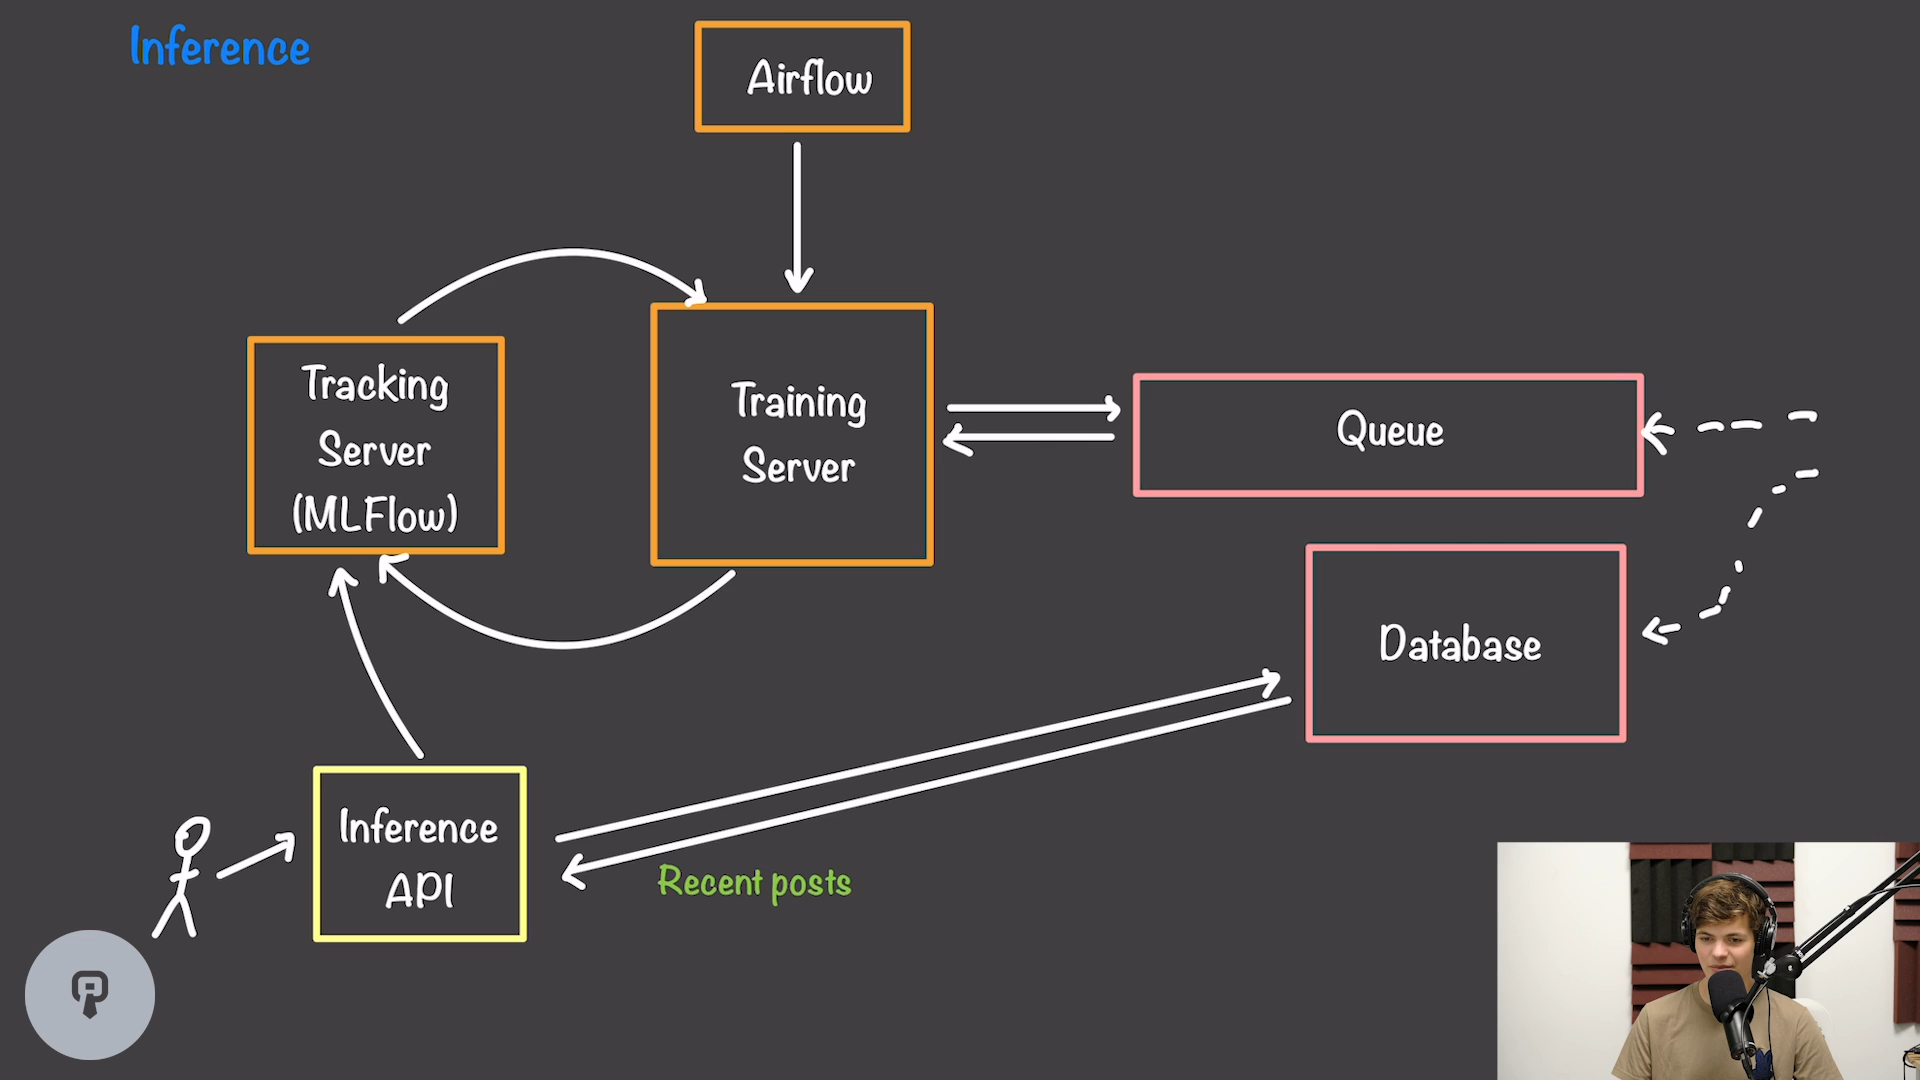 Inference
Airflow
Tracking
Server
(MLFlow)
Training
Server
Queue
Database
Inference
API
Recent posts